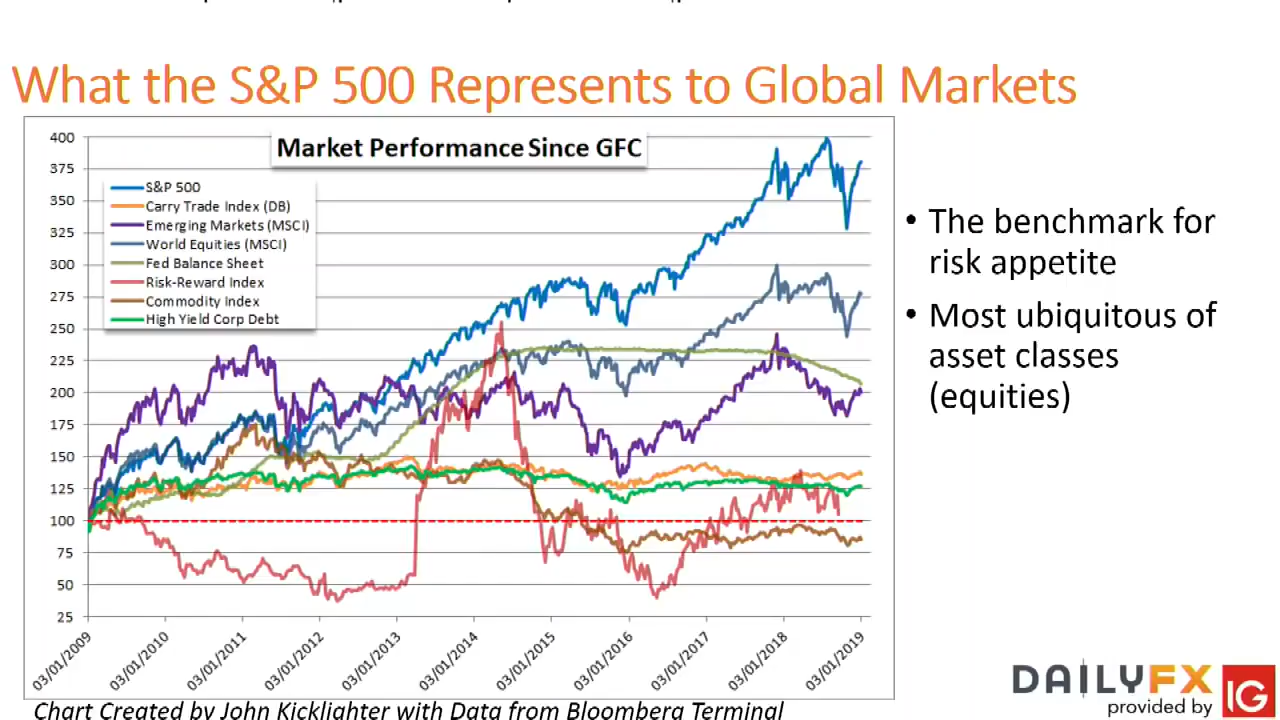 What the S&P 500 Represents to Global Markets
Market Performance Since GFC
400
375
350
325
300
275
250
225
200
175
150
125
100
75
50
25
S&P 500
Carry Trade Index (DB)
Emerging Markets (MSCI)
World Equities (MSCI)
Fed Balance Sheet
Risk-Reward Index
Commodity Index
High Yield Corp Debt
03/01/2009
03/01/2010
03/01/2011
03/01/2012
03/01/2013
03/01/2014
03/01/2015
03/01/2016
03/01/2017
03/01/2018
03/01/2019
• The benchmark for
risk appetite
• Most ubiquitous of
asset classes
(equities)
Chart Created by John Kicklighter with Data from Bloomberg Terminal
DAILYFX
provided by IG